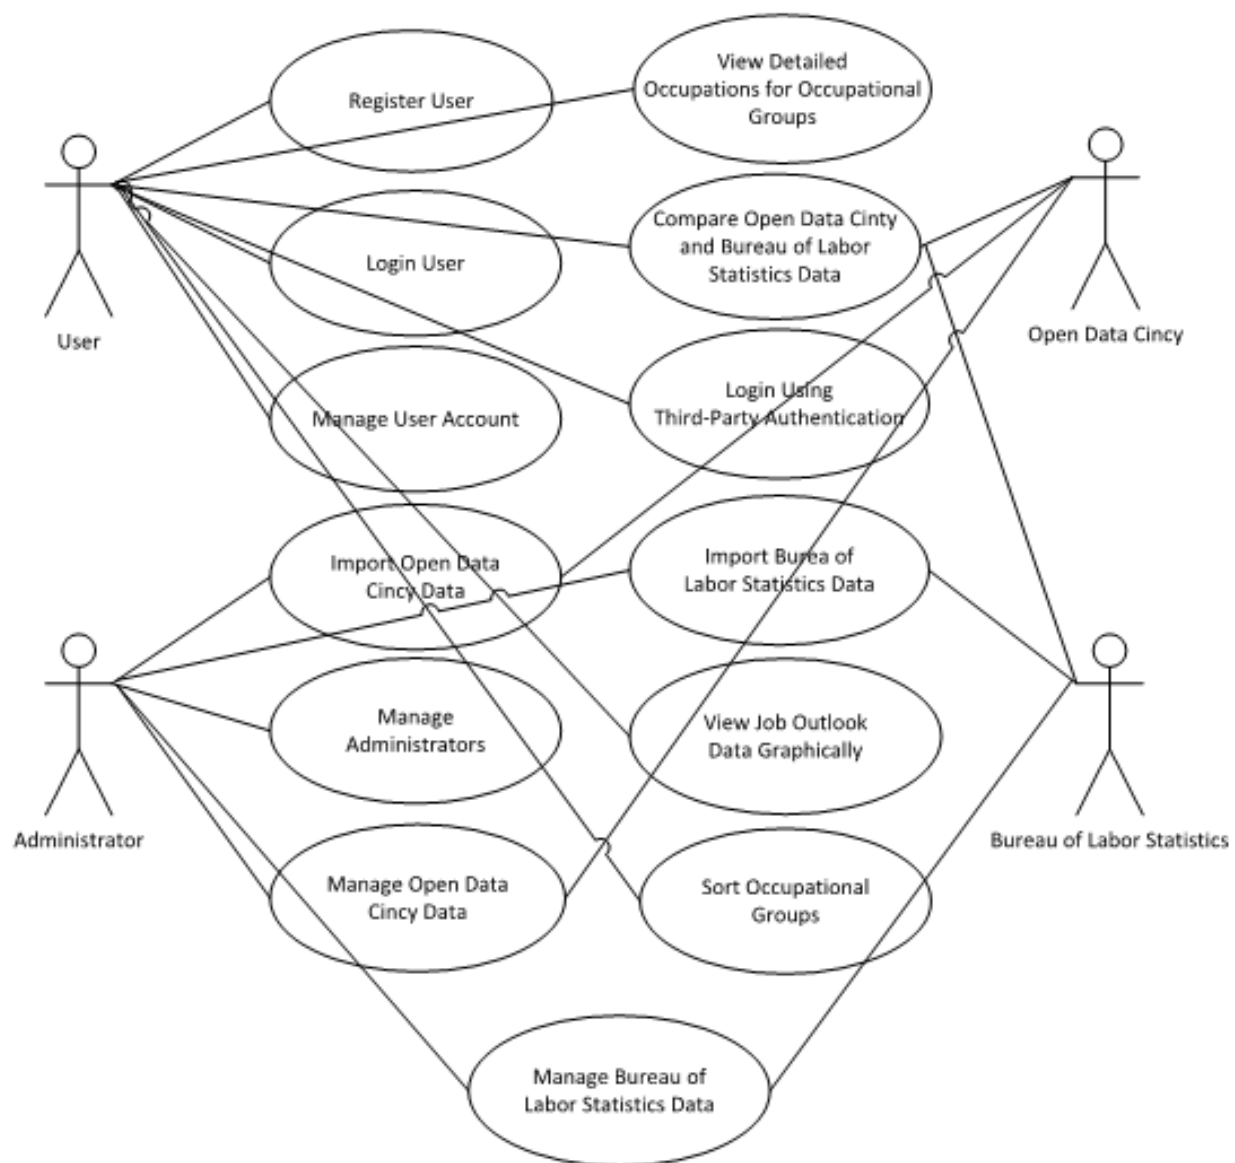 Register User
View Detailed
Occupations for Occupational
Groups
User
Login User
Compare Open Data Cinty
and Bureau of Labor
Statistics Data
Open Data Cincy
Manage User Account
Login Using
Third-Party Authentication
Import Open Data
Cincy Data
Import Burea of
Labor Statistics Data
Administrator
Manage
Administrators
View Job Outlook
Data Graphically
Bureau of Labor Statistics
Manage Open Data
Cincy Data
Sort Occupational
Groups
Manage Bureau of
Labor Statistics Data